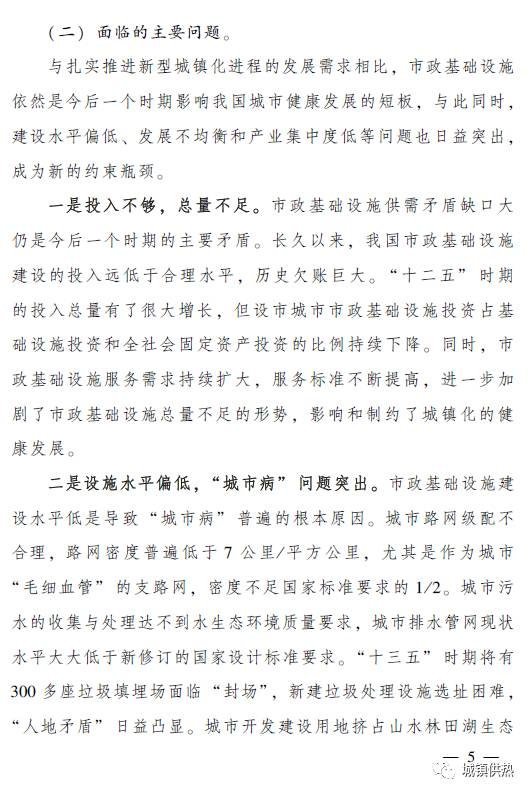 （二）面临的主要问题。
与扎实推进新型城镇化进程的发展需求相比，市政基础设施
依然是今后一个时期影响我国城市健康发展的短板，与此同时，
建设水平偏低、发展不均衡和产业集中度低等问题也日益突出，
成为新的约束瓶颈。
一是投入不够，总量不足。市政基础设施供需矛盾缺口大
仍是今后一个时期的主要矛盾。长久以来，我国市政基础设施
建设的投入远低于合理水平，历史欠账巨大。“十二五”时期
的投入总量有了很大增长，但设市城市市政基础设施投资占基
础设施投资和全社会固定资产投资的比例持续下降。同时，市
政基础设施服务需求持续扩大，服务标准不断提高，进一步加
剧了市政基础设施总量不足的形势，影响和制约了城镇化的健
康发展。
二是设施水平偏低，“城市病”问题突出。市政基础设施建
设水平低是导致“城市病”普遍的根本原因。城市路网级配不
合理，路网密度普遍低于 7 公里/平方公里，尤其是作为城市
“毛细血管”的支路网，密度不足国家标准要求的 1/2。城市污
水的收集与处理达不到水生态环境质量要求，城市排水管网现状
水平大大低于新修订的国家设计标准要求。“十三五”时期将有
300 多座垃圾填埋场面临“封场”，新建垃圾处理设施选址困难，
“人地矛盾”日益凸显。城市开发建设用地挤占山水林田湖生态
— 5 —
城镇供热